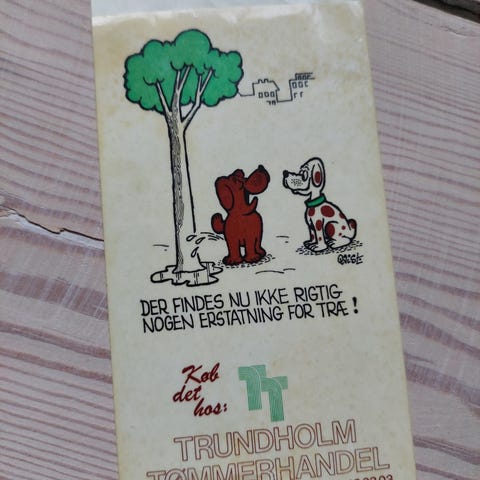 DER FINDES NU IKKE RIGTIG
NOGEN ERSTATNING FOR TRÆ!
Køb
det
hos:
TRUNDHOLM
TØMMERHANDEL